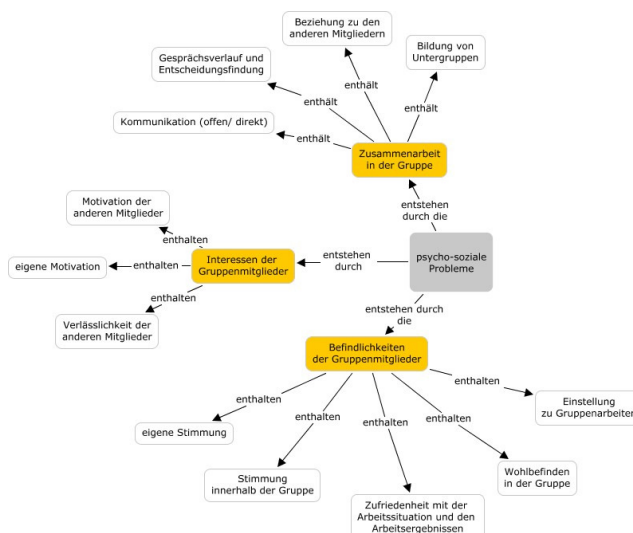 Beziehung zu den
anderen Mitgliedern
Bildung von
Untergruppen
Gesprächsverlauf und
Entscheidungsfindung
enthält
enthält
enthält
Kommunikation (offen/ direkt)
enthält
Zusammenarbeit
in der Gruppe
Motivation der
anderen Mitglieder
entstehen
durch die
enthalten
eigene Motivation
enthalten
Interessen der
Gruppenmitglieder
entstehen
durch
psycho-soziale
Probleme
enthalten
Verlässlichkeit der
anderen Mitglieder
entstehen durch
die
Befindlichkeiten
der Gruppenmitglieder
enthalten
Einstellung
zu Gruppenarbeiten
enthalten
eigene Stimmung
enthalten
Stimmung
innerhalb der Gruppe
enthalten
Zufriedenheit mit der
Arbeitssituation und den
Arbeitsergebnissen
enthalten
Wohlbefinden
in der Gruppe